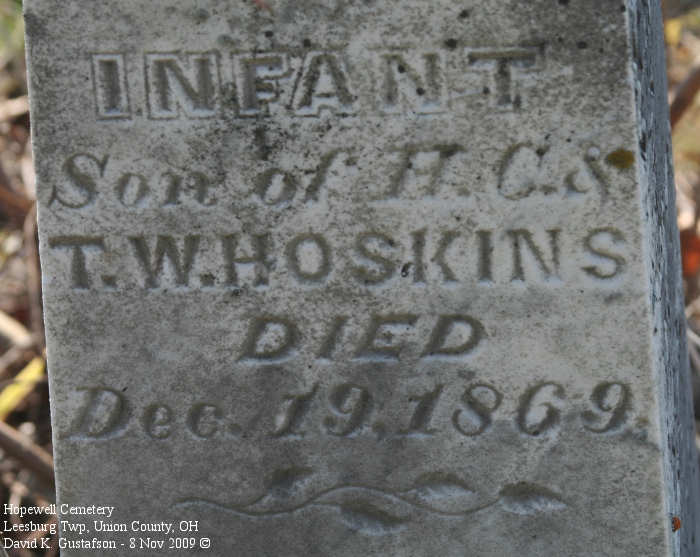 INFANT
Son of H. C. &
T. W. HOSKINS
DIED
Dec. 19, 1869
Hopewell Cemetery
Leesburg Twp, Union County, OH
David K. Gustafson - 8 Nov 2009 ©